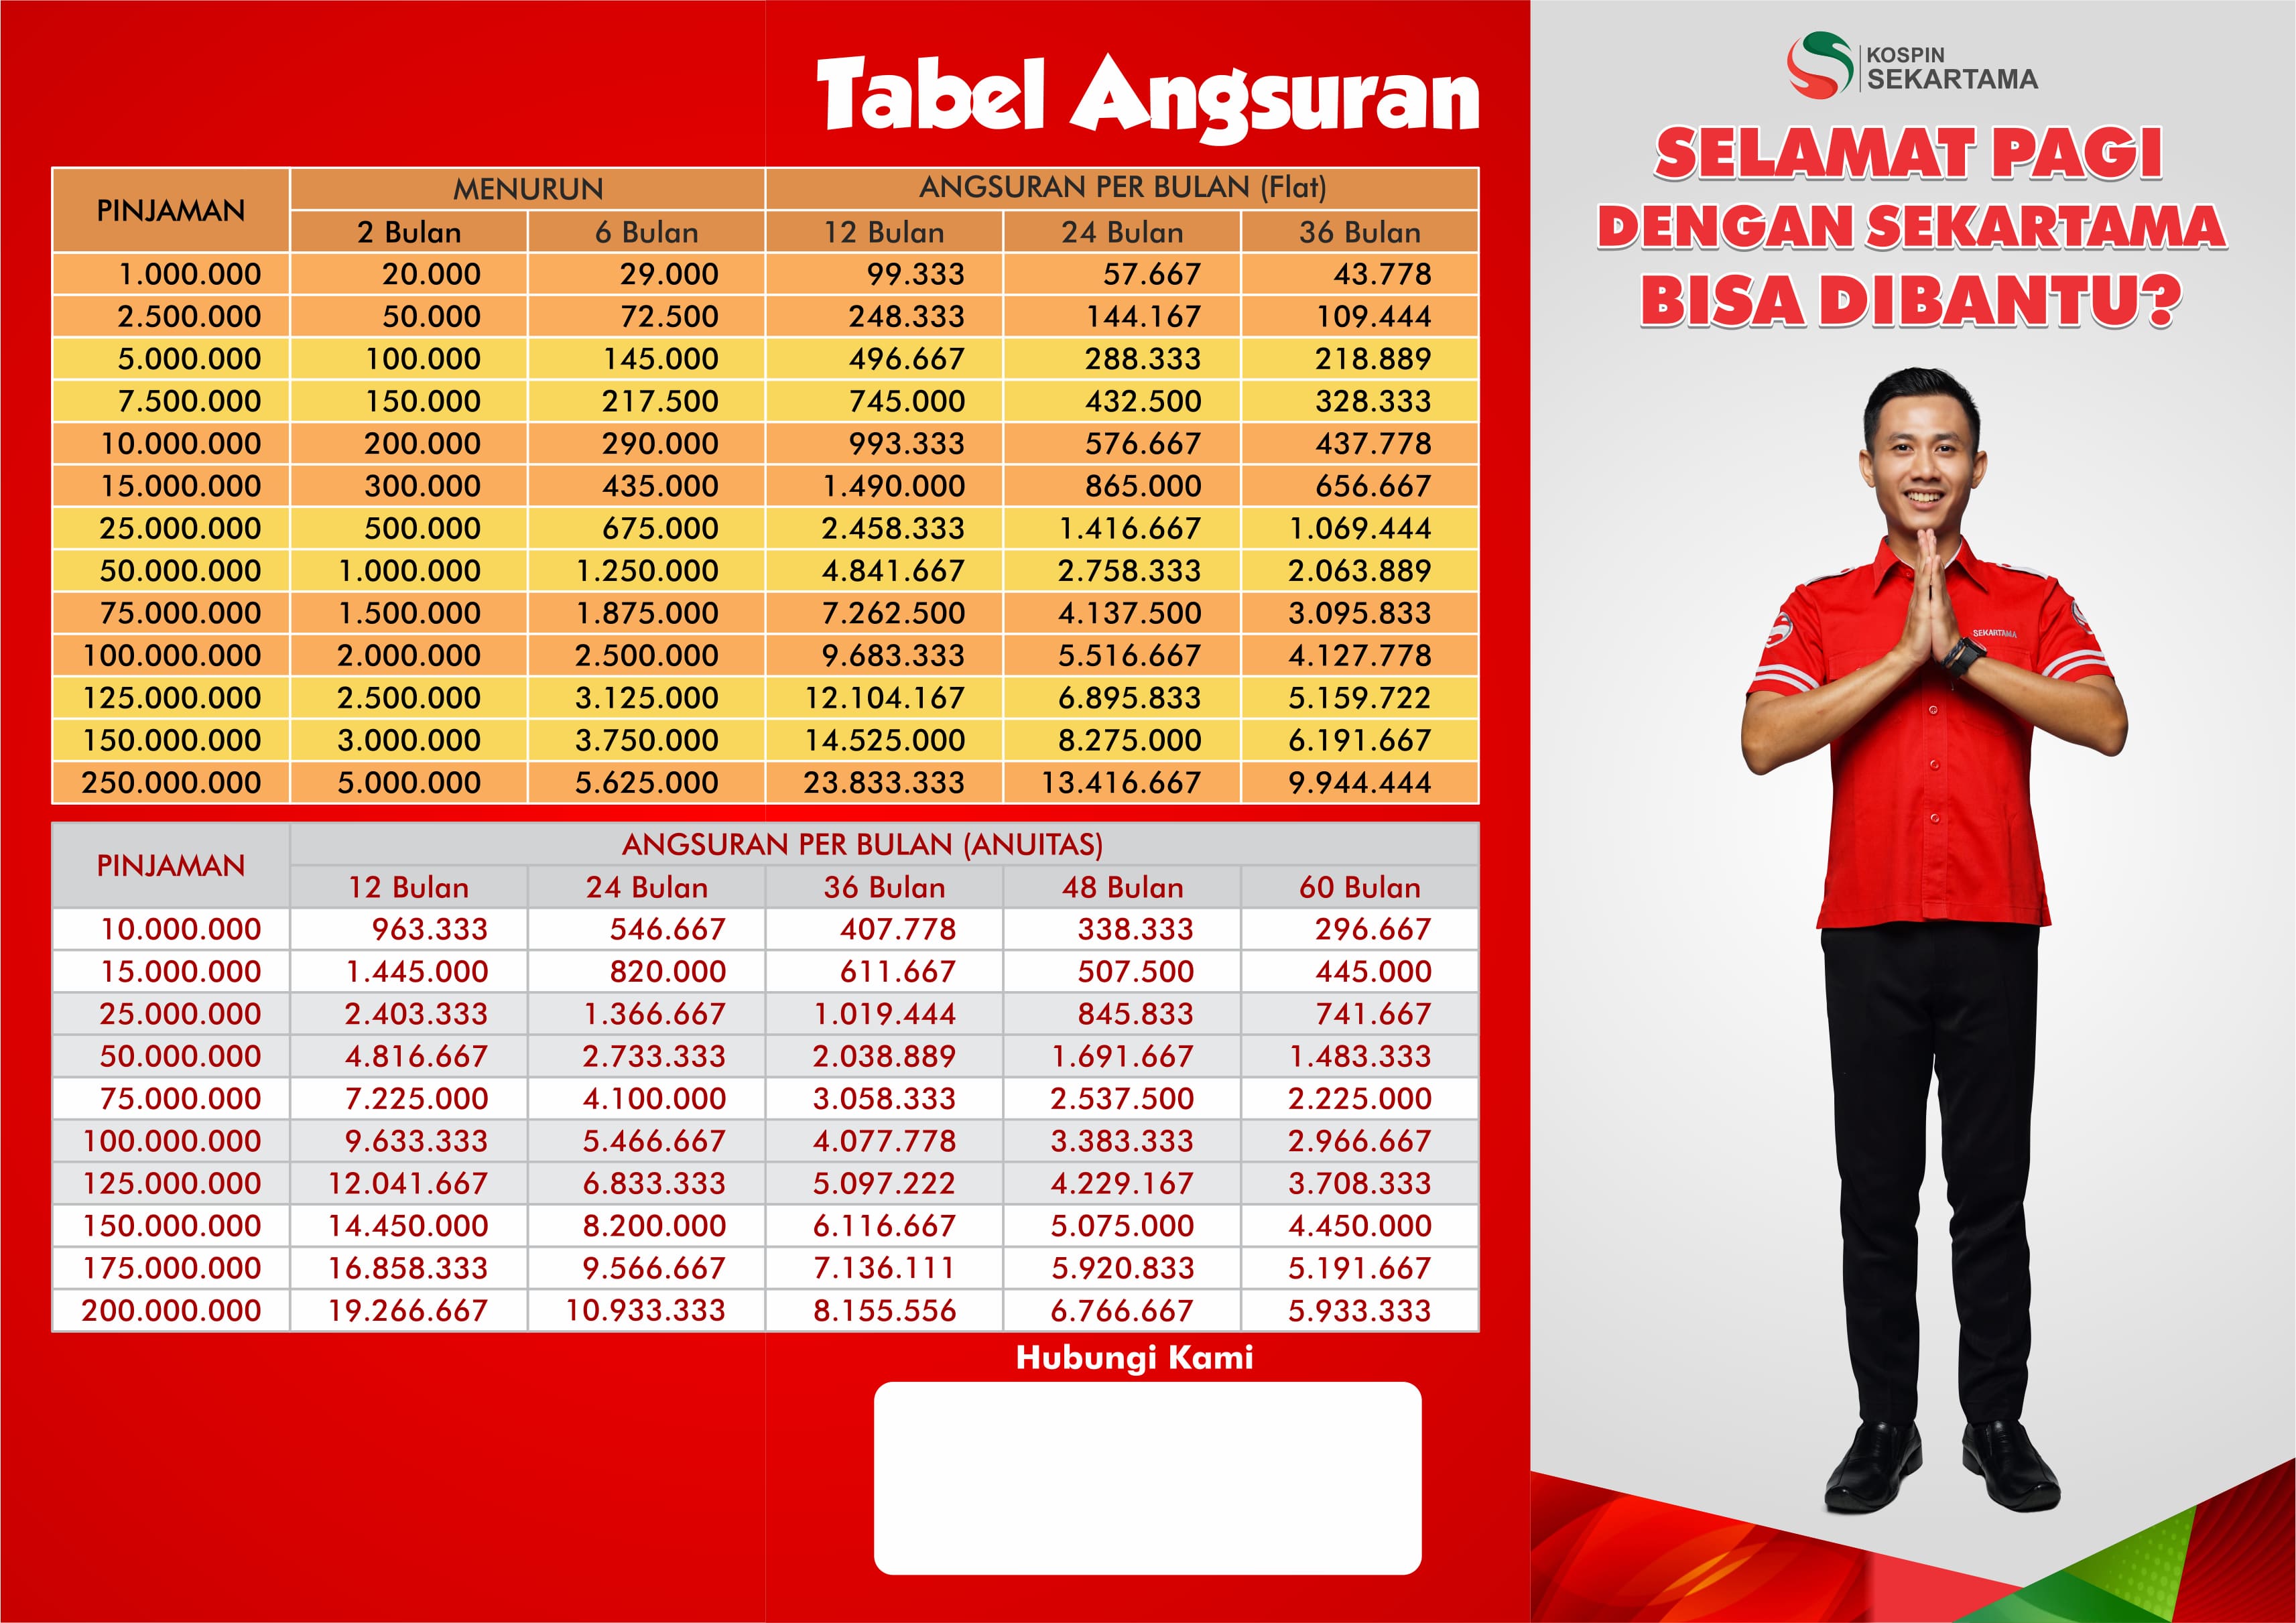 Tabel Angsuran
PINJAMAN MENURUN ANGSURAN PER BULAN (Flat)
2 Bulan 6 Bulan 12 Bulan 24 Bulan 36 Bulan
1.000.000 20.000 29.000 99.333 57.667 43.778
2.500.000 50.000 72.500 248.333 144.167 109.444
5.000.000 100.000 145.000 496.667 288.333 218.889
7.500.000 150.000 217.500 745.000 432.500 328.333
10.000.000 200.000 290.000 993.333 576.667 437.778
15.000.000 300.000 435.000 1.490.000 865.000 656.667
25.000.000 500.000 675.000 2.458.333 1.416.667 1.069.444
50.000.000 1.000.000 1.250.000 4.841.667 2.758.333 2.063.889
75.000.000 1.500.000 1.875.000 7.262.500 4.137.500 3.095.833
100.000.000 2.000.000 2.500.000 9.683.333 5.516.667 4.127.778
125.000.000 2.500.000 3.125.000 12.104.167 6.895.833 5.159.722
150.000.000 3.000.000 3.750.000 14.525.000 8.275.000 6.191.667
250.000.000 5.000.000 5.625.000 23.833.333 13.416.667 9.944.444
PINJAMAN ANGSURAN PER BULAN (ANUITAS)
12 Bulan 24 Bulan 36 Bulan 48 Bulan 60 Bulan
10.000.000 963.333 546.667 407.778 338.333 296.667
15.000.000 1.445.000 820.000 611.667 507.500 445.000
25.000.000 2.403.333 1.366.667 1.019.444 845.833 741.667
50.000.000 4.816.667 2.733.333 2.038.889 1.691.667 1.483.333
75.000.000 7.225.000 4.100.000 3.058.333 2.537.500 2.225.000
100.000.000 9.633.333 5.466.667 4.077.778 3.383.333 2.966.667
125.000.000 12.041.667 6.833.333 5.097.222 4.229.167 3.708.333
150.000.000 14.450.000 8.200.000 6.116.667 5.075.000 4.450.000
175.000.000 16.858.333 9.566.667 7.136.111 5.920.833 5.191.667
200.000.000 19.266.667 10.933.333 8.155.556 6.766.667 5.933.333
Hubungi Kami
KOSPIN
SEKARTAMA
SELAMAT PAGI
DENGAN SEKARTAMA
BISA DIBANTU?
SEKARTAMA